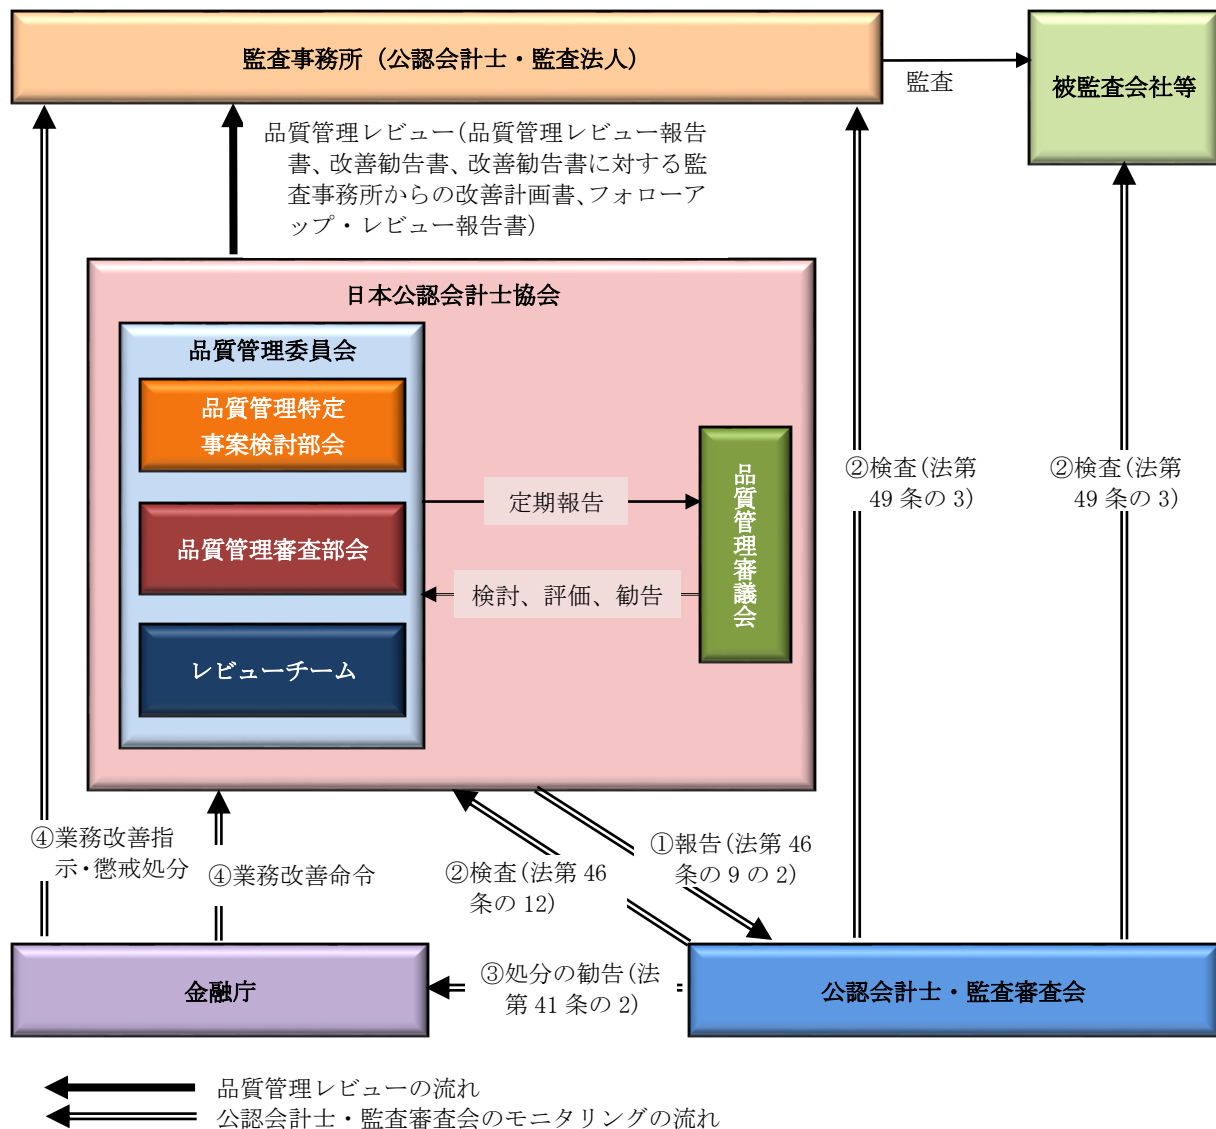 監査事務所（公認会計士・監査法人）
監査
被監査会社等
品質管理レビュー（品質管理レビュー報告
書、改善勧告書、改善勧告書に対する監
査事務所からの改善計画書、フォローア
ップ・レビュー報告書）
日本公認会計士協会
品質管理委員会
品質管理特定
事案検討部会
品質管理審査部会
レビューチーム
定期報告
検討、評価、勧告
品質管理審議会
②検査（法第
49 条の 3）
②検査（法第
49 条の 3）
④業務改善指
示・懲戒処分
④業務改善命令
②検査（法第 46
条の 12）
①報告（法第 46
条の 9 の 2）
金融庁
③処分の勧告（法
第 41 条の 2）
公認会計士・監査審査会
品質管理レビューの流れ
公認会計士・監査審査会のモニタリングの流れ